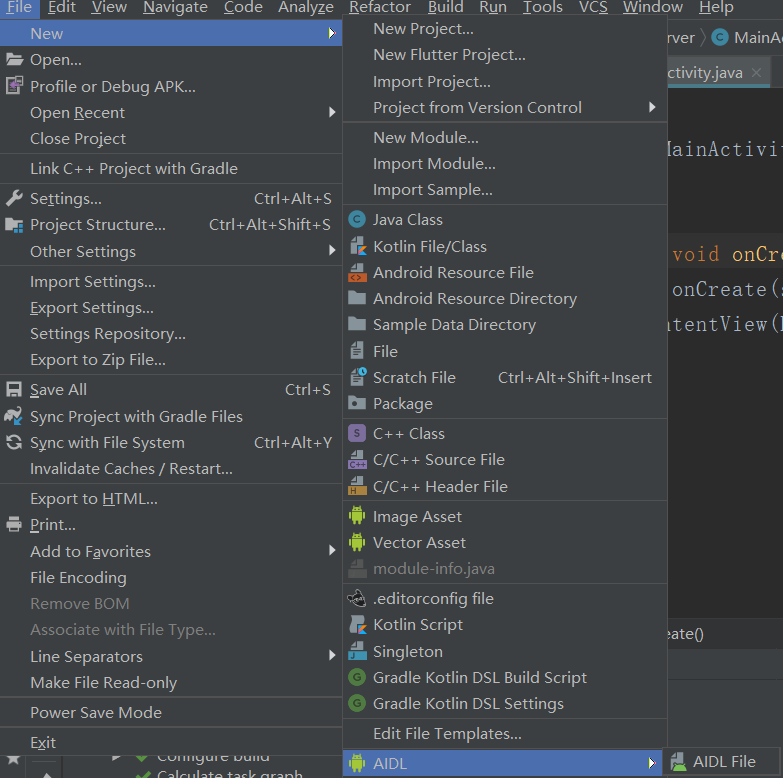 File Edit View Navigate Code Analyze Refactor Build Run Tools VCS Window Help
New
Open...
Profile or Debug APK...
Open Recent
Close Project
Link C++ Project with Gradle
Settings... Ctrl+Alt+S
Project Structure... Ctrl+Alt+Shift+S
Other Settings
Import Settings...
Export Settings...
Settings Repository...
Export to Zip File...
Save All Ctrl+S
Sync Project with Gradle Files
Sync with File System Ctrl+Alt+Y
Invalidate Caches / Restart...
Export to HTML...
Print...
Add to Favorites
File Encoding
Remove BOM
Associate with File Type...
Line Separators
Make File Read-only
Power Save Mode
Exit
Configure build
Calculate task graph
New Project...
New Flutter Project...
Import Project...
Project from Version Control
New Module...
Import Module...
Import Sample...
Java Class
Kotlin File/Class
Android Resource File
Android Resource Directory
Sample Data Directory
File
Scratch File Ctrl+Alt+Shift+Insert
Package
C++ Class
C/C++ Source File
C/C++ Header File
Image Asset
Vector Asset
module-info.java
.editorconfig file
Kotlin Script
Singleton
Gradle Kotlin DSL Build Script
Gradle Kotlin DSL Settings
Edit File Templates...
AIDL
AIDL File
rver MainAc
ctivity.java
MainActivit
void onCre
onCreate(s
ntentView(
eate()